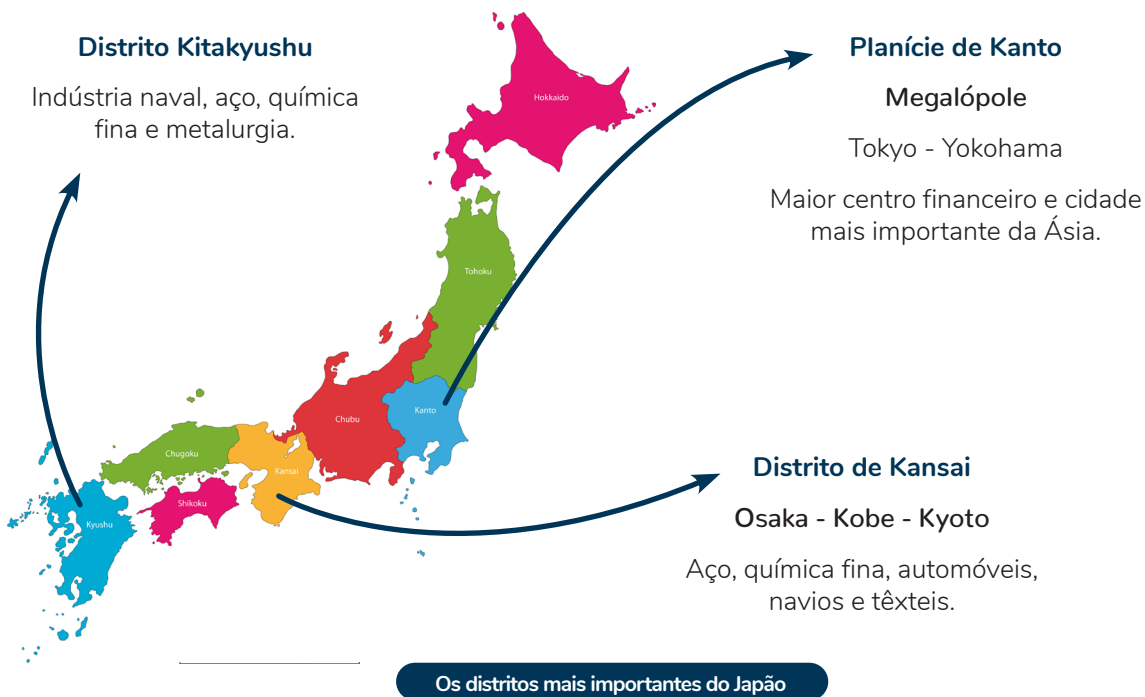 Distrito Kitakyushu
Indústria naval, aço, química
fina e metalurgia.
Planície de Kanto
Megalópole
Tokyo - Yokohama
Maior centro financeiro e cidade
mais importante da Ásia.
Hokkaido
Tohoku
Kanto
Chubu
Chugoku
Kansai
Shikoku
Kyushu
Distrito de Kansai
Osaka - Kobe - Kyoto
Aço, química fina, automóveis,
navios e têxteis.
Os distritos mais importantes do Japão